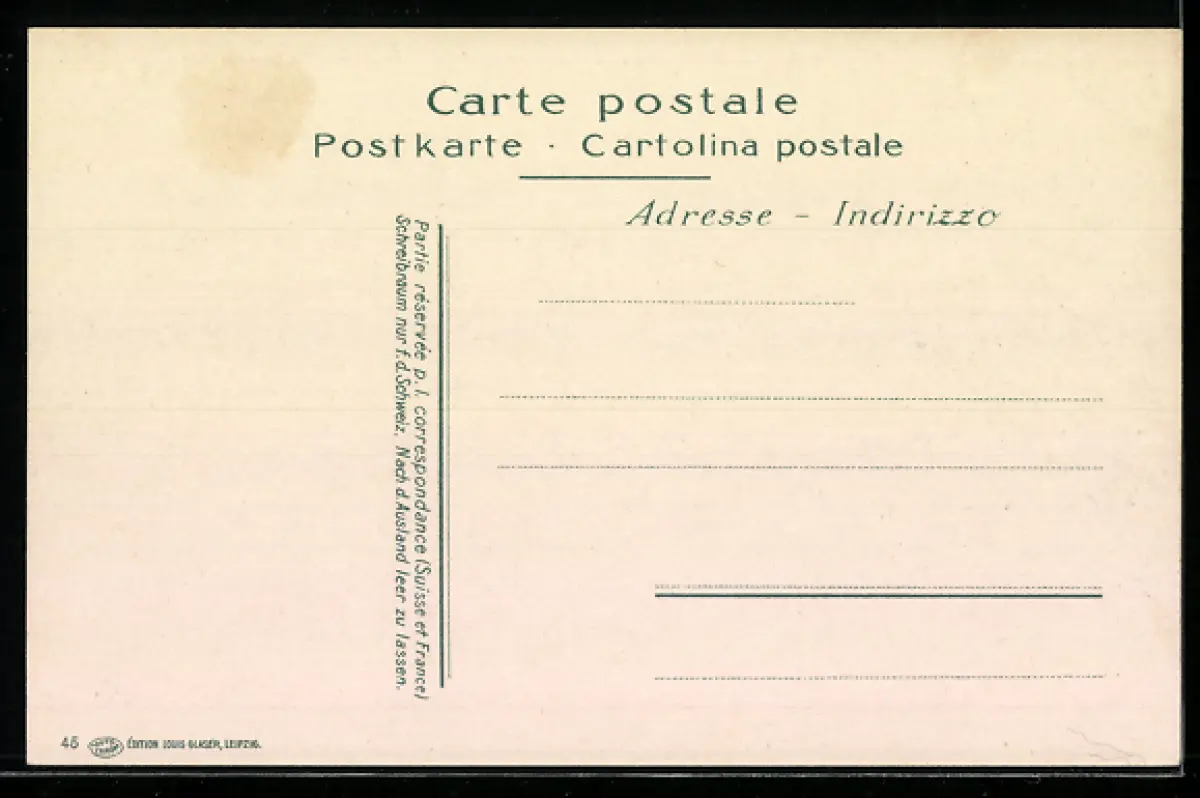 Carte postale
Postkarte · Cartolina postale
Adresse - Indirizzo
Partie réservée p. l. correspondance (Suisse et France)
Schreibraum nur f. d. Schweiz. Nach d. Ausland leer zu lassen.
46 ÉDITION LOUIS GLASER, LEIPZIG.